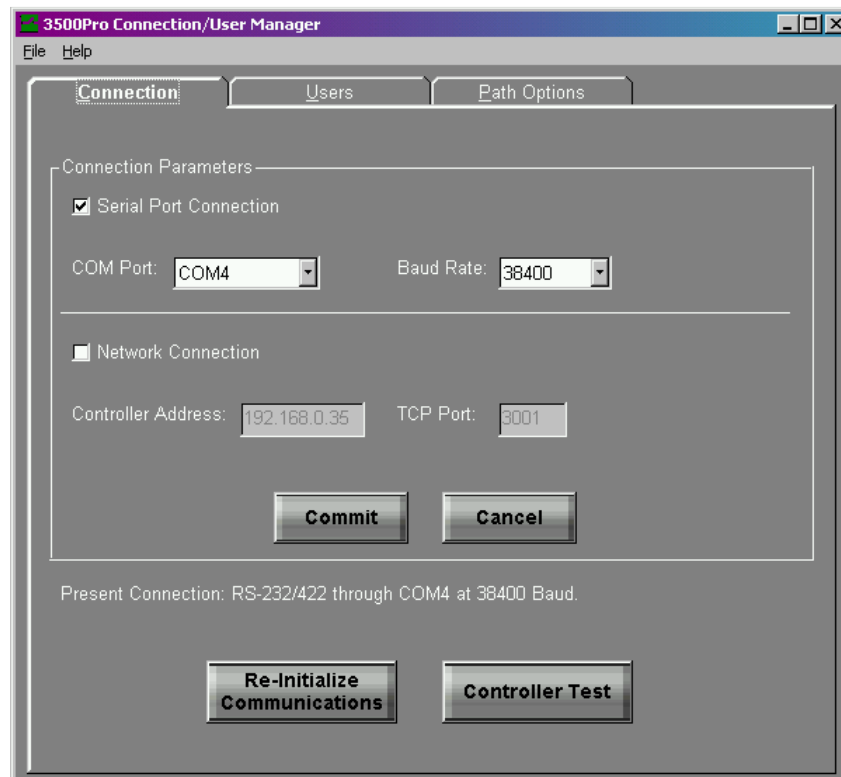 3500Pro Connection/User Manager
File Help
Connection Users Path Options
Connection Parameters
Serial Port Connection
COM Port: COM4 Baud Rate: 38400
Network Connection
Controller Address: 192.168.0.35 TCP Port: 3001
Commit Cancel
Present Connection: RS-232/422 through COM4 at 38400 Baud.
Re-Initialize
Communications
Controller Test